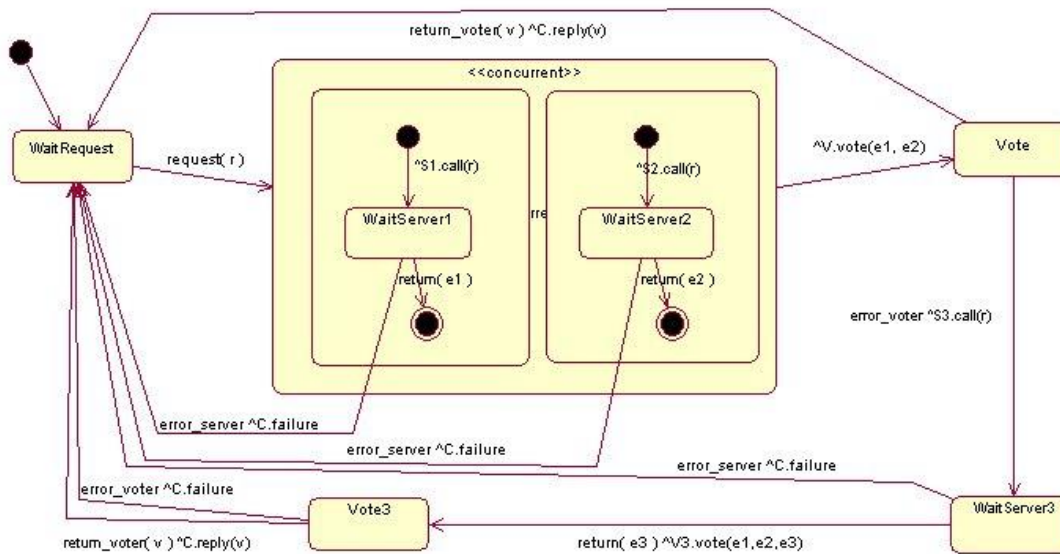 return_voter( v ) ^C.reply(v)
<<concurrent>>
WaitRequest
request( r )
^S1.call(r)
^S2.call(r)
^V.vote(e1, e2)
Vote
WaitServer1
WaitServer2
return( e1 )
return( e2 )
error_voter ^S3.call(r)
error_server ^C.failure
error_server ^C.failure
error_server ^C.failure
error_voter ^C.failure
Vote3
WaitServer3
return_voter( v ) ^C.reply(v)
return( e3 ) ^V3.vote(e1,e2,e3)